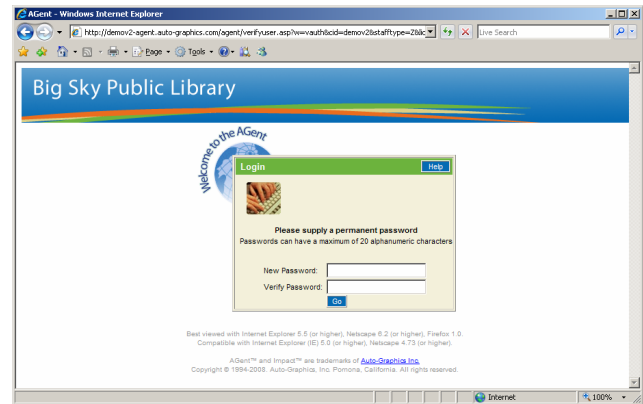 AGent - Windows Internet Explorer
http://demov2-agent.auto-graphics.com/agent/verifyuser.asp?w=vauth&cid=demov2&stafftype=Z&lic
Live Search
Page Tools
Big Sky Public Library
Welcome to the AGent
Login
Help
Please supply a permanent password
Passwords can have a maximum of 20 alphanumeric characters
New Password:
Verify Password:
Go
Best viewed with Internet Explorer 5.5 (or higher), Netscape 6.2 (or higher), Firefox 1.0.
Compatible with Internet Explorer (IE) 5.0 (or higher), Netscape 4.73 (or higher).
AGent™ and Impact™ are trademarks of Auto-Graphics Inc.
Copyright © 1994-2008. Auto-Graphics, Inc. Pomona, California. All rights reserved.
Internet
100%